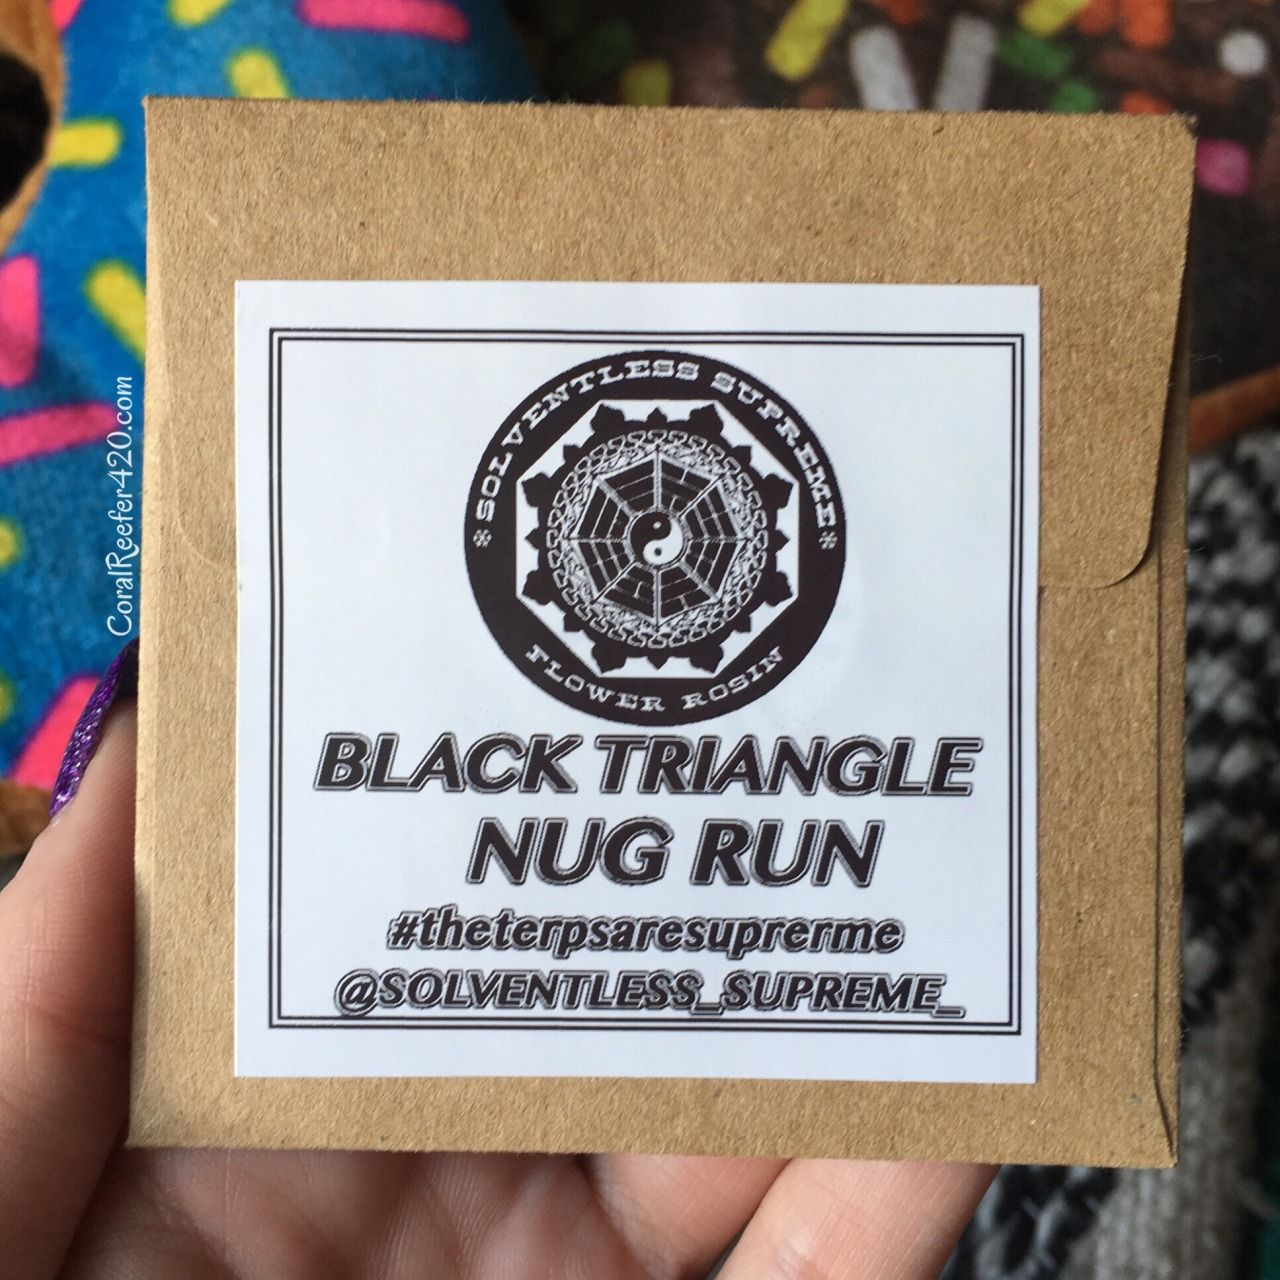 SOLVENTLESS SUPREME
FLOWER ROSIN
BLACK TRIANGLE
NUG RUN
#theterpsaresuprerme
@SOLVENTLESS_SUPREME_
CoralReefer420.com